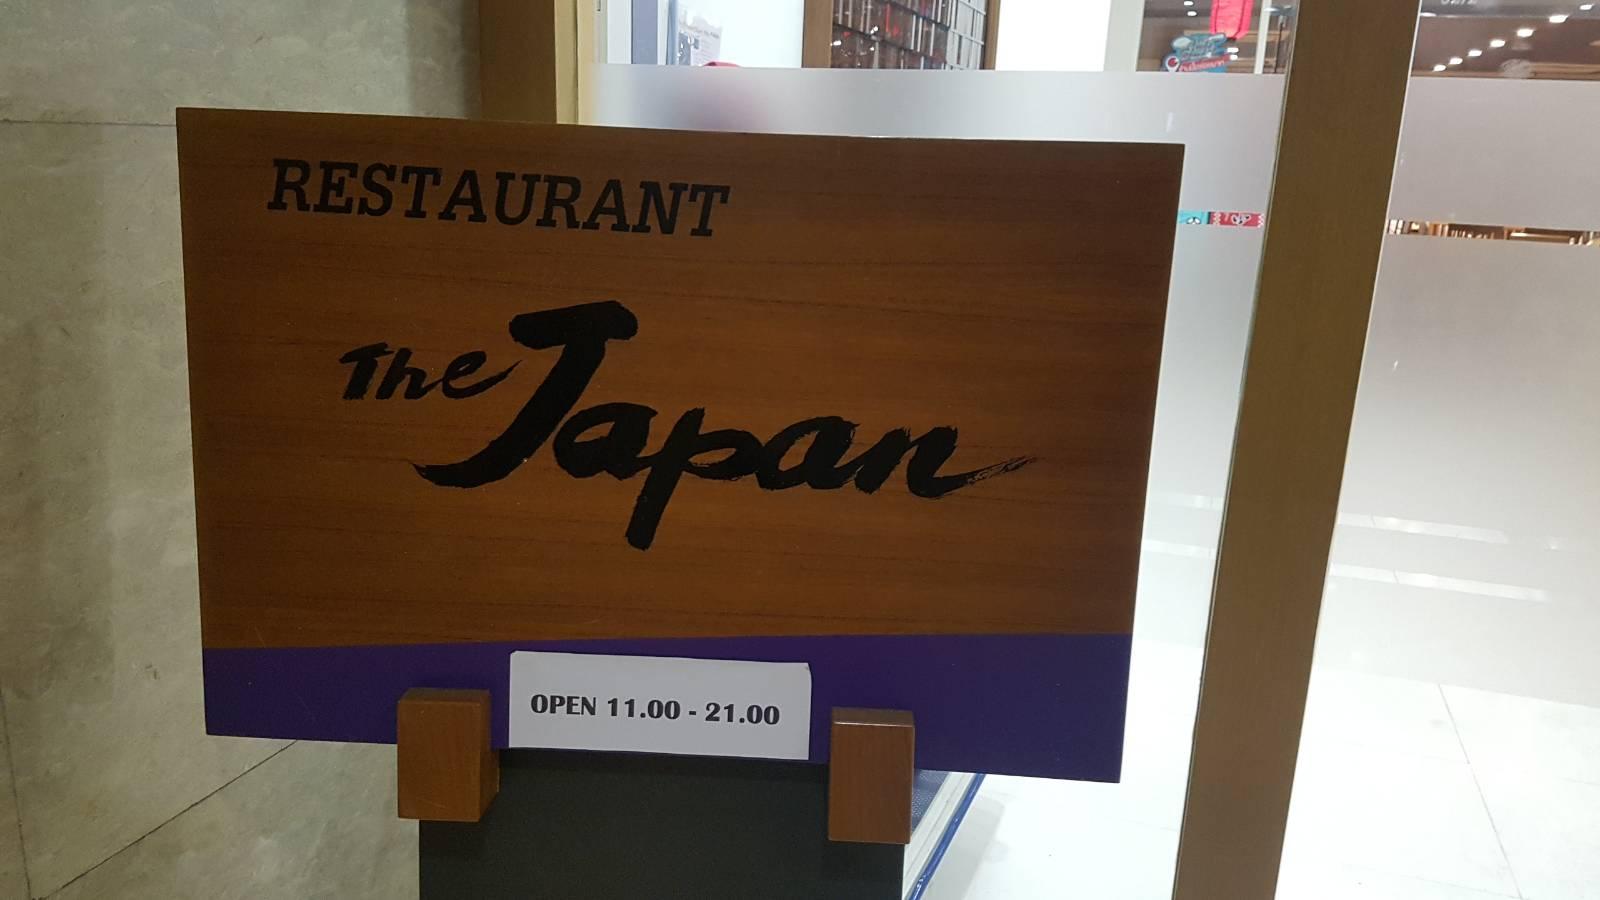 RESTAURANT
The Japan
OPEN 11.00 - 21.00